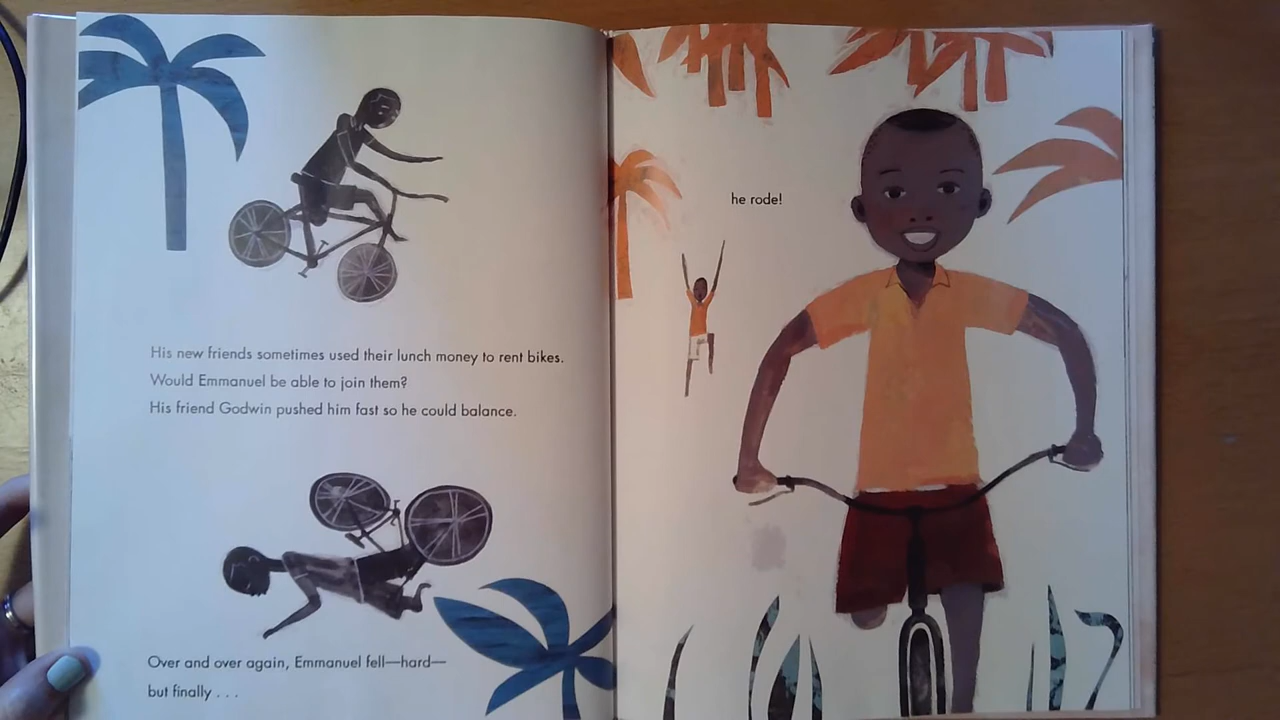 His new friends sometimes used their lunch money to rent bikes.
Would Emmanuel be able to join them?
His friend Godwin pushed him fast so he could balance.
Over and over again, Emmanuel fell—hard—
but finally . . .
he rode!